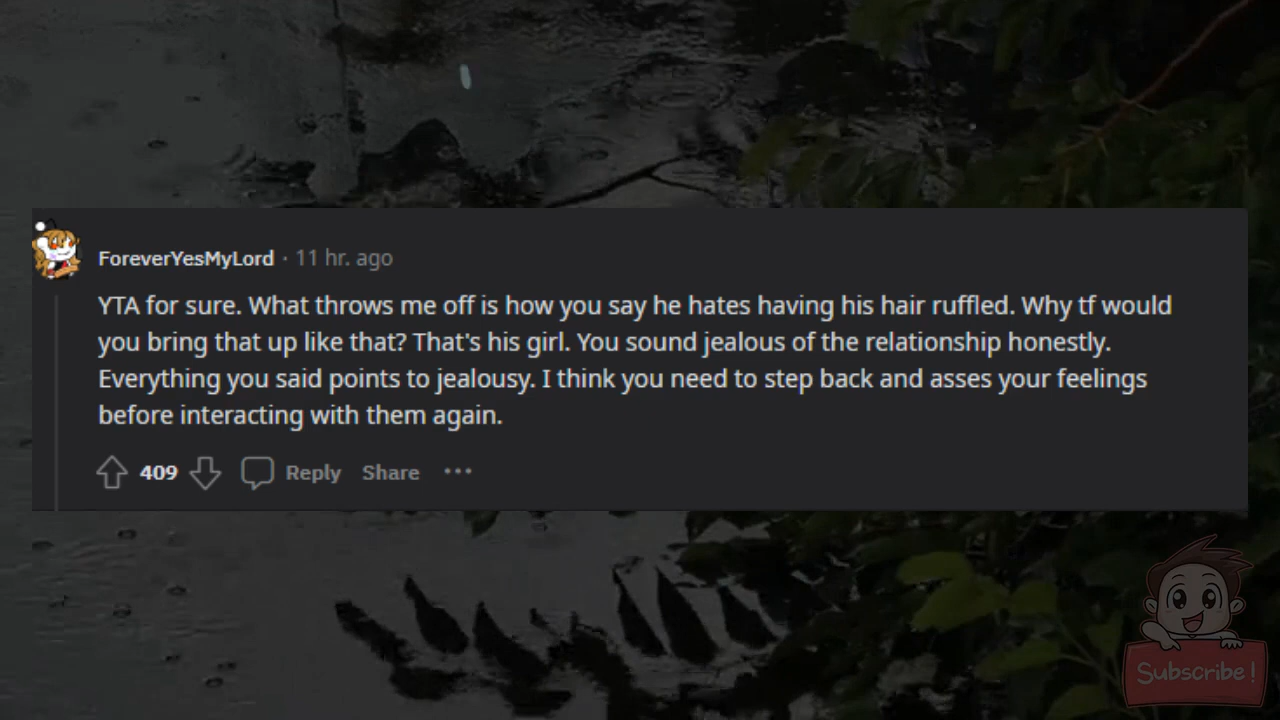 ForeverYesMyLord · 11 hr. ago
YTA for sure. What throws me off is how you say he hates having his hair ruffled. Why tf would
you bring that up like that? That's his girl. You sound jealous of the relationship honestly.
Everything you said points to jealousy. I think you need to step back and asses your feelings
before interacting with them again.
409 Reply Share ...
Subscribe!